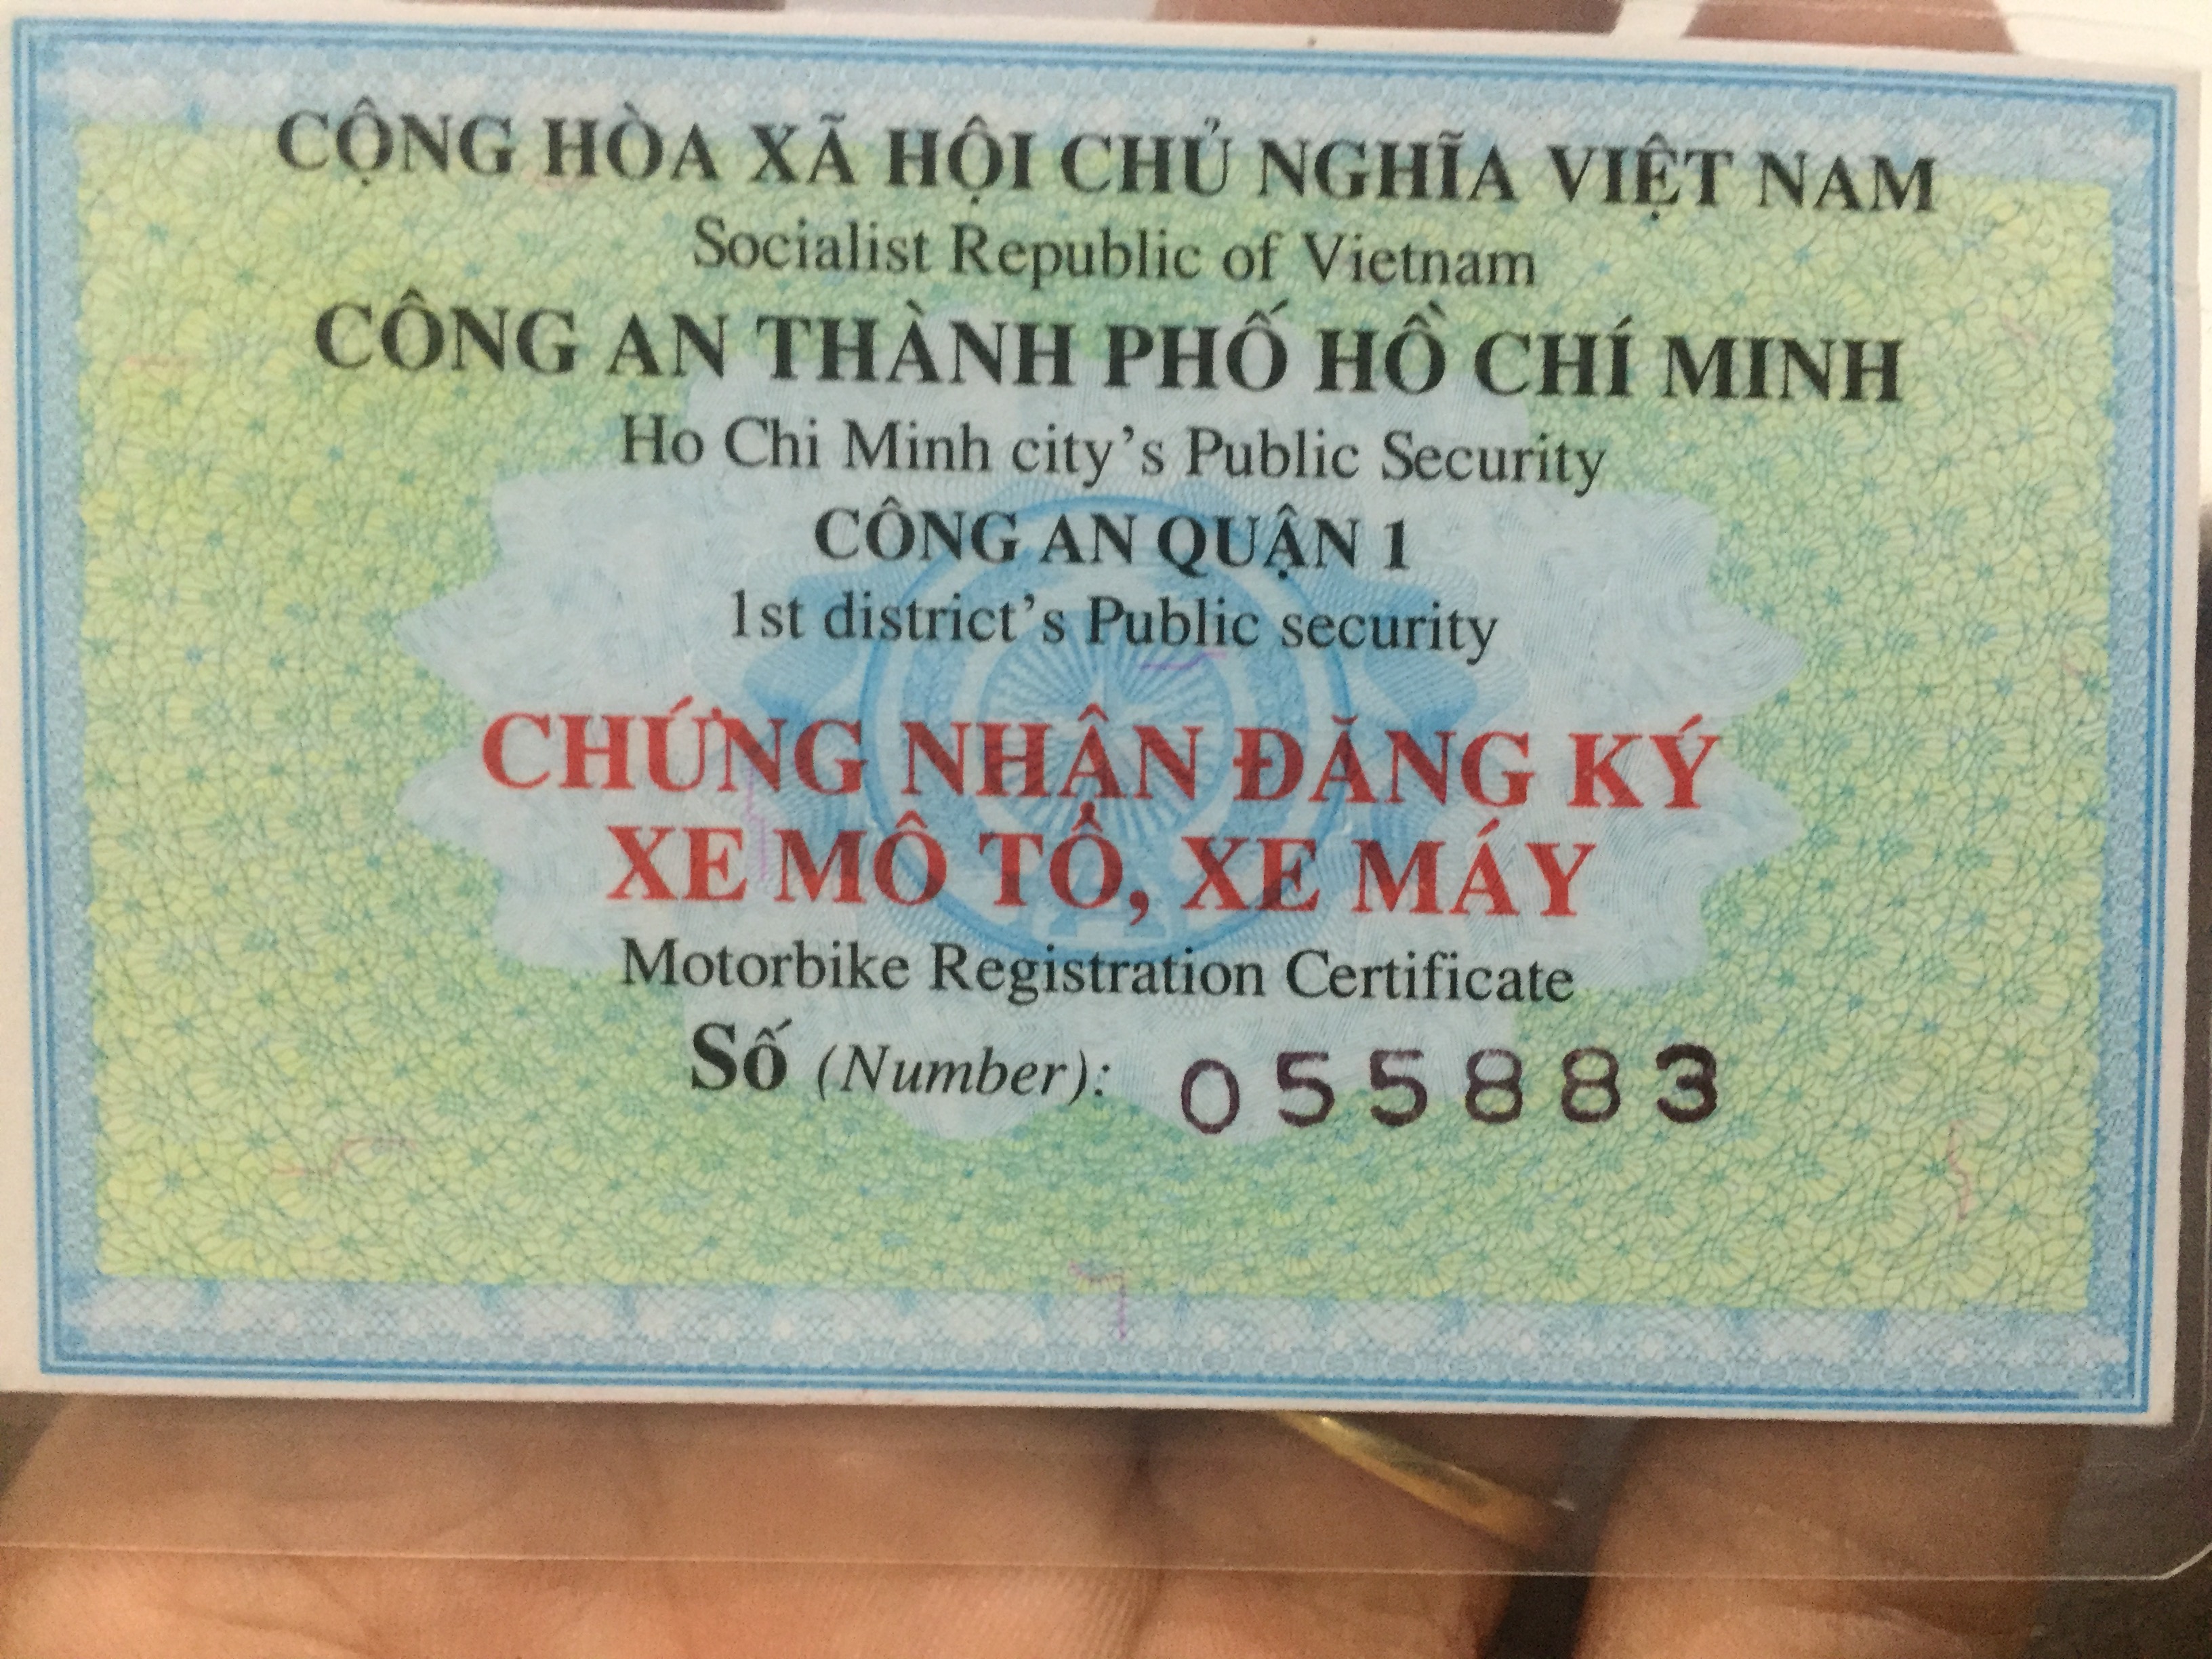 CỘNG HÒA XÃ HỘI CHỦ NGHĨA VIỆT NAM
Socialist Republic of Vietnam
CÔNG AN THÀNH PHỐ HỒ CHÍ MINH
Ho Chi Minh city's Public Security
CÔNG AN QUẬN 1
1st district's Public security
CHỨNG NHẬN ĐĂNG KÝ
XE MÔ TÔ, XE MÁY
Motorbike Registration Certificate
Số (Number): 055883